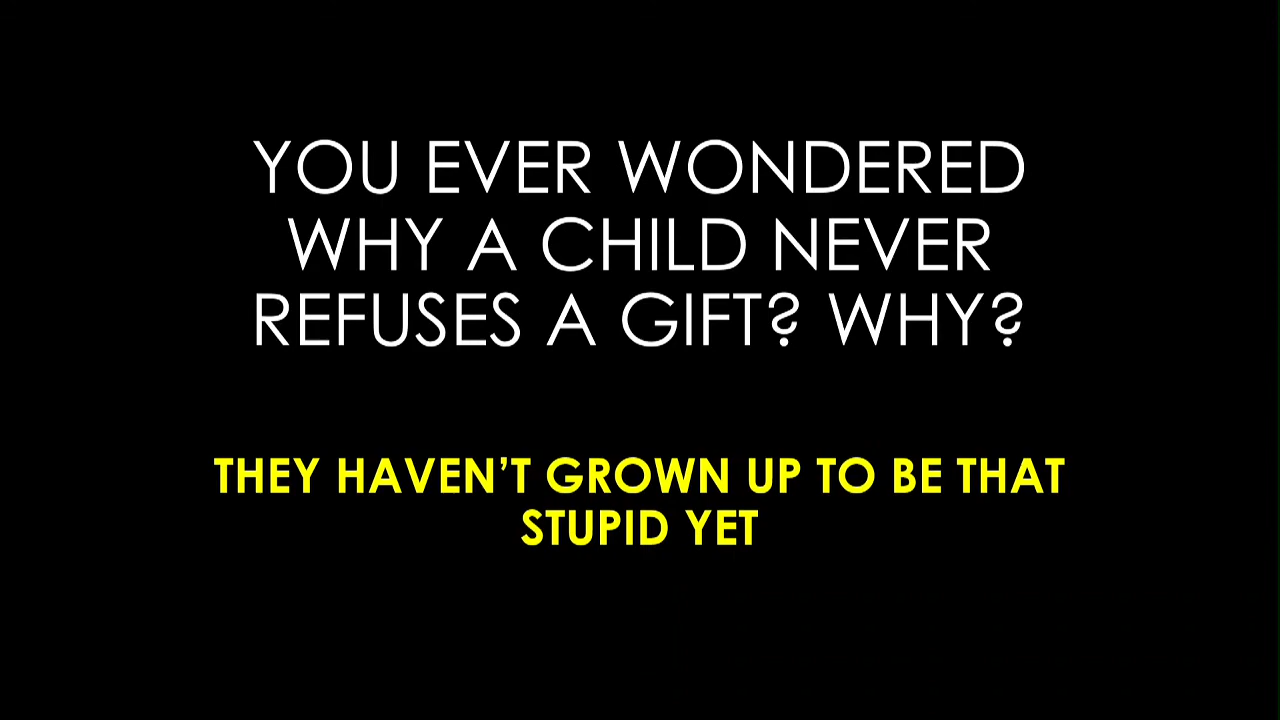 YOU EVER WONDERED
WHY A CHILD NEVER
REFUSES A GIFT? WHY?
THEY HAVEN’T GROWN UP TO BE THAT
STUPID YET